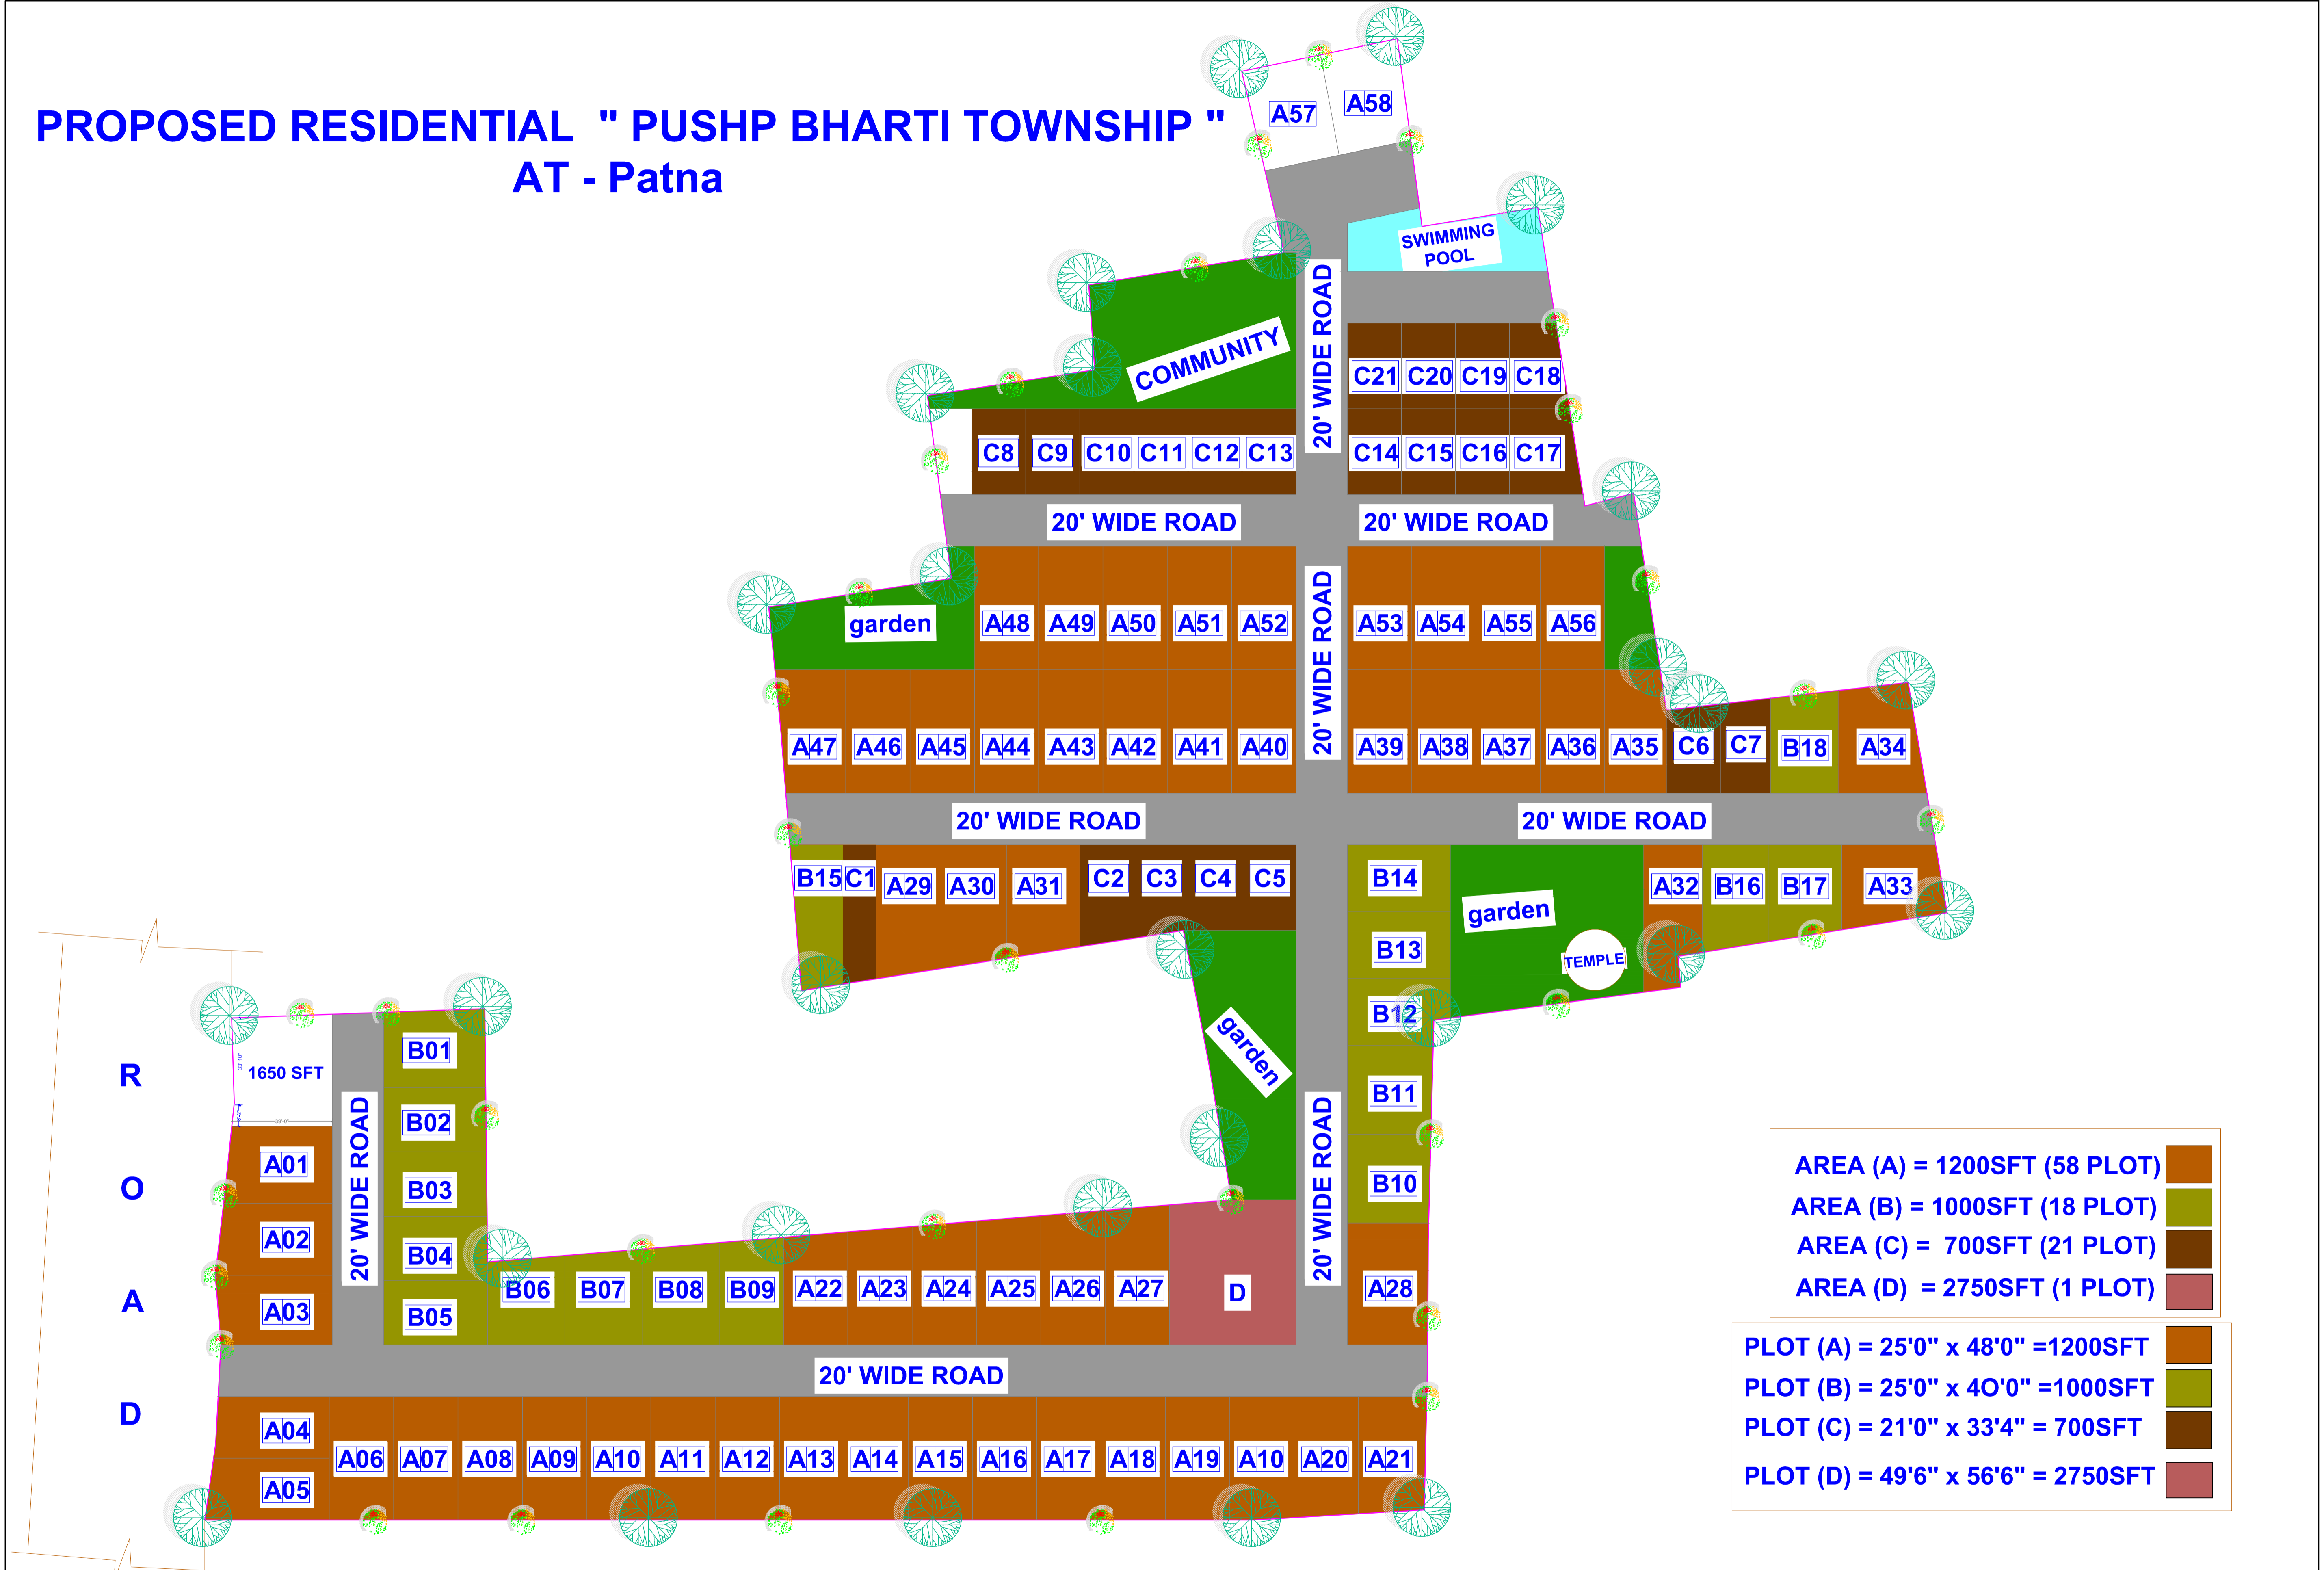 PROPOSED RESIDENTIAL " PUSHP BHARTI TOWNSHIP "
AT - Patna
A57
A58
SWIMMING
POOL
COMMUNITY
20' WIDE ROAD
C21 C20 C19 C18
C8 C9 C10 C11 C12 C13
C14 C15 C16 C17
20' WIDE ROAD
20' WIDE ROAD
garden
A48 A49 A50 A51 A52
20' WIDE ROAD
A53 A54 A55 A56
A47 A46 A45 A44 A43 A42 A41 A40
A39 A38 A37 A36 A35 C6 C7 B18 A34
20' WIDE ROAD
20' WIDE ROAD
B15 C1 A29 A30 A31 C2 C3 C4 C5
B14
garden
TEMPLE
A32 B16 B17 A33
B13
B12
B11
B10
garden
20' WIDE ROAD
A28
R
O
A
D
1650 SFT
39'-0"
A01
A02
A03
20' WIDE ROAD
B01
B02
B03
B04
B05
B06 B07 B08 B09 A22 A23 A24 A25 A26 A27 D
20' WIDE ROAD
A04
A05
A06 A07 A08 A09 A10 A11 A12 A13 A14 A15 A16 A17 A18 A19 A10 A20 A21
AREA (A) = 1200SFT (58 PLOT)
AREA (B) = 1000SFT (18 PLOT)
AREA (C) = 700SFT (21 PLOT)
AREA (D) = 2750SFT (1 PLOT)
PLOT (A) = 25'0" x 48'0" =1200SFT
PLOT (B) = 25'0" x 4O'0" =1000SFT
PLOT (C) = 21'0" x 33'4" = 700SFT
PLOT (D) = 49'6" x 56'6" = 2750SFT